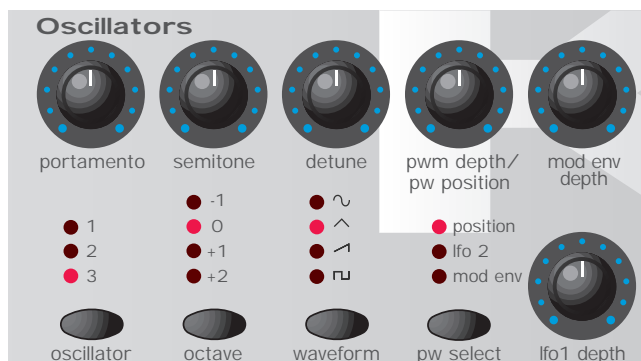 Oscillators
portamento
semitone
detune
pwm depth/
pw position
mod env
depth
1
2
3
-1
0
+1
+2
position
lfo 2
mod env
oscillator
octave
waveform
pw select
lfo1 depth